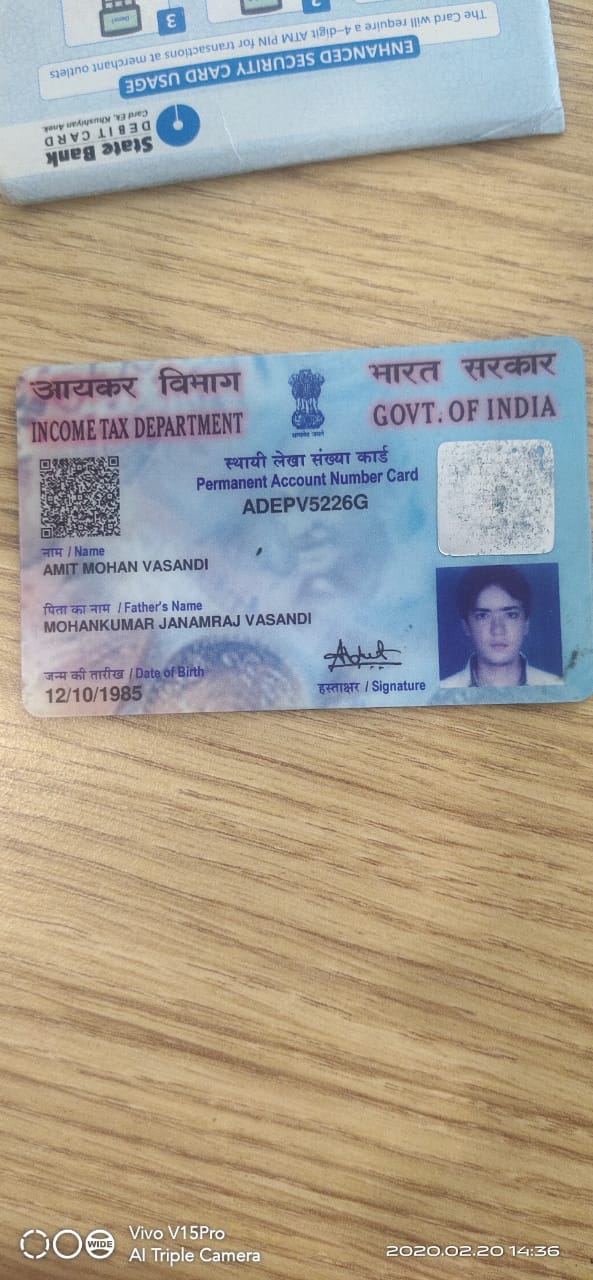 State Bank
DEBIT CARD
Card Ek. Khushiyan Anek.
ENHANCED SECURITY CARD USAGE
The Card will require a 4-digit ATM PIN for transactions at merchant outlets
3
आयकर विभाग
INCOME TAX DEPARTMENT
सत्यमेव जयते
भारत सरकार
GOVT. OF INDIA
स्थायी लेखा संख्या कार्ड
Permanent Account Number Card
ADEPV5226G
नाम / Name
AMIT MOHAN VASANDI
पिता का नाम / Father's Name
MOHANKUMAR JANAMRAJ VASANDI
जन्म की तारीख / Date of Birth
12/10/1985
हस्ताक्षर / Signature
WIDE
Vivo V15Pro
AI Triple Camera
2020.02.20 14:36